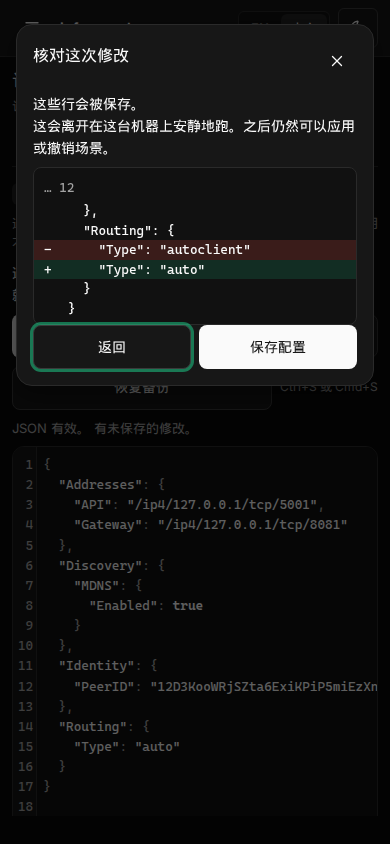 核对这次修改
这些行会被保存。
这会离开在这台机器上安静地跑。之后仍然可以应用
或撤销场景。
… 12
},
"Routing": {
− "Type": "autoclient"
+ "Type": "auto"
}
}
返回
保存配置
恢复备份
Ctrl+S 或 Cmd+S
JSON 有效。 有未保存的修改。
1 {
2 "Addresses": {
3 "API": "/ip4/127.0.0.1/tcp/5001",
4 "Gateway": "/ip4/127.0.0.1/tcp/8081"
5 },
6 "Discovery": {
7 "MDNS": {
8 "Enabled": true
9 }
10 },
11 "Identity": {
12 "PeerID": "12D3KooWRjSZta6ExiKPiP5miEzXn
13 },
14 "Routing": {
15 "Type": "auto"
16 }
17 }
18